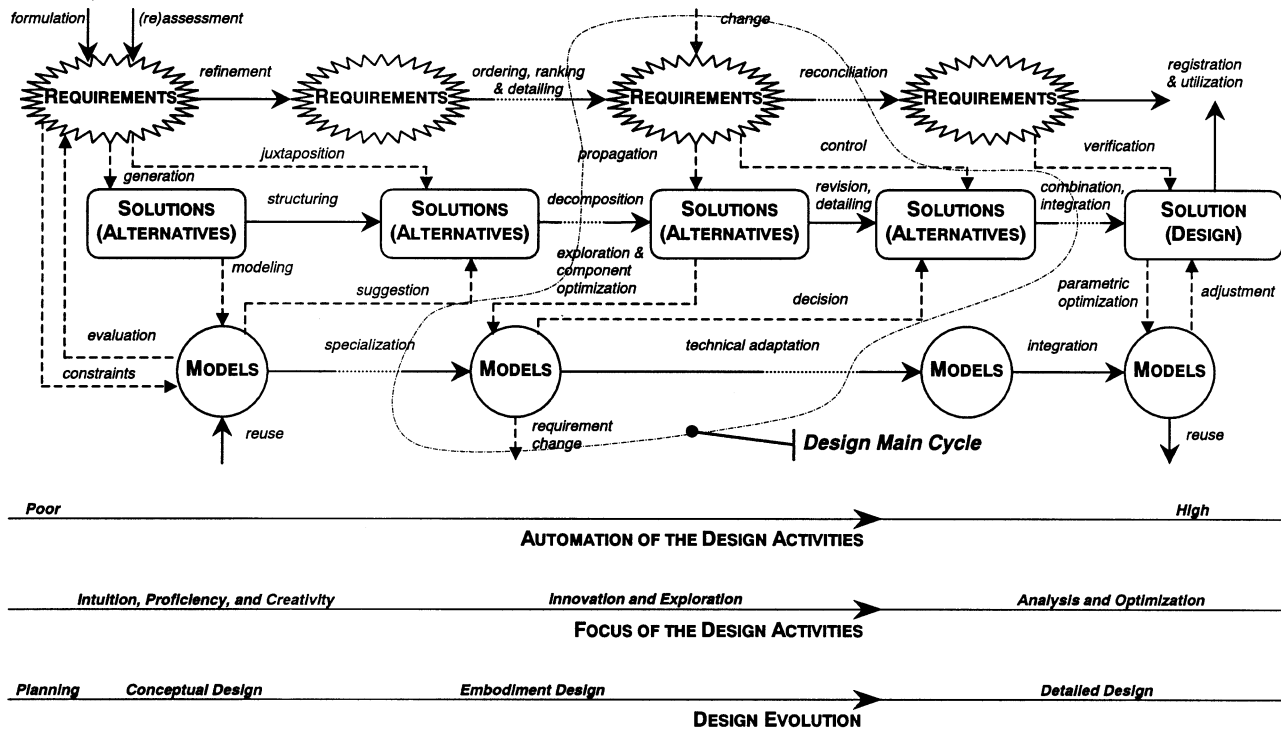 formulation
(re)assessment
change
REQUIREMENTS
refinement
REQUIREMENTS
ordering, ranking
& detailing
REQUIREMENTS
reconciliation
REQUIREMENTS
registration
& utilization
generation
juxtaposition
propagation
control
verification
SOLUTIONS
(ALTERNATIVES)
structuring
SOLUTIONS
(ALTERNATIVES)
decomposition
SOLUTIONS
(ALTERNATIVES)
revision,
detailing
SOLUTIONS
(ALTERNATIVES)
combination,
integration
SOLUTION
(DESIGN)
modeling
suggestion
exploration &
component
optimization
decision
parametric
optimization
adjustment
evaluation
constraints
MODELS
specialization
MODELS
technical adaptation
MODELS
integration
MODELS
reuse
requirement
change
Design Main Cycle
reuse
Poor
High
AUTOMATION OF THE DESIGN ACTIVITIES
Intuition, Proficiency, and Creativity
Innovation and Exploration
Analysis and Optimization
FOCUS OF THE DESIGN ACTIVITIES
Planning
Conceptual Design
Embodiment Design
Detailed Design
DESIGN EVOLUTION